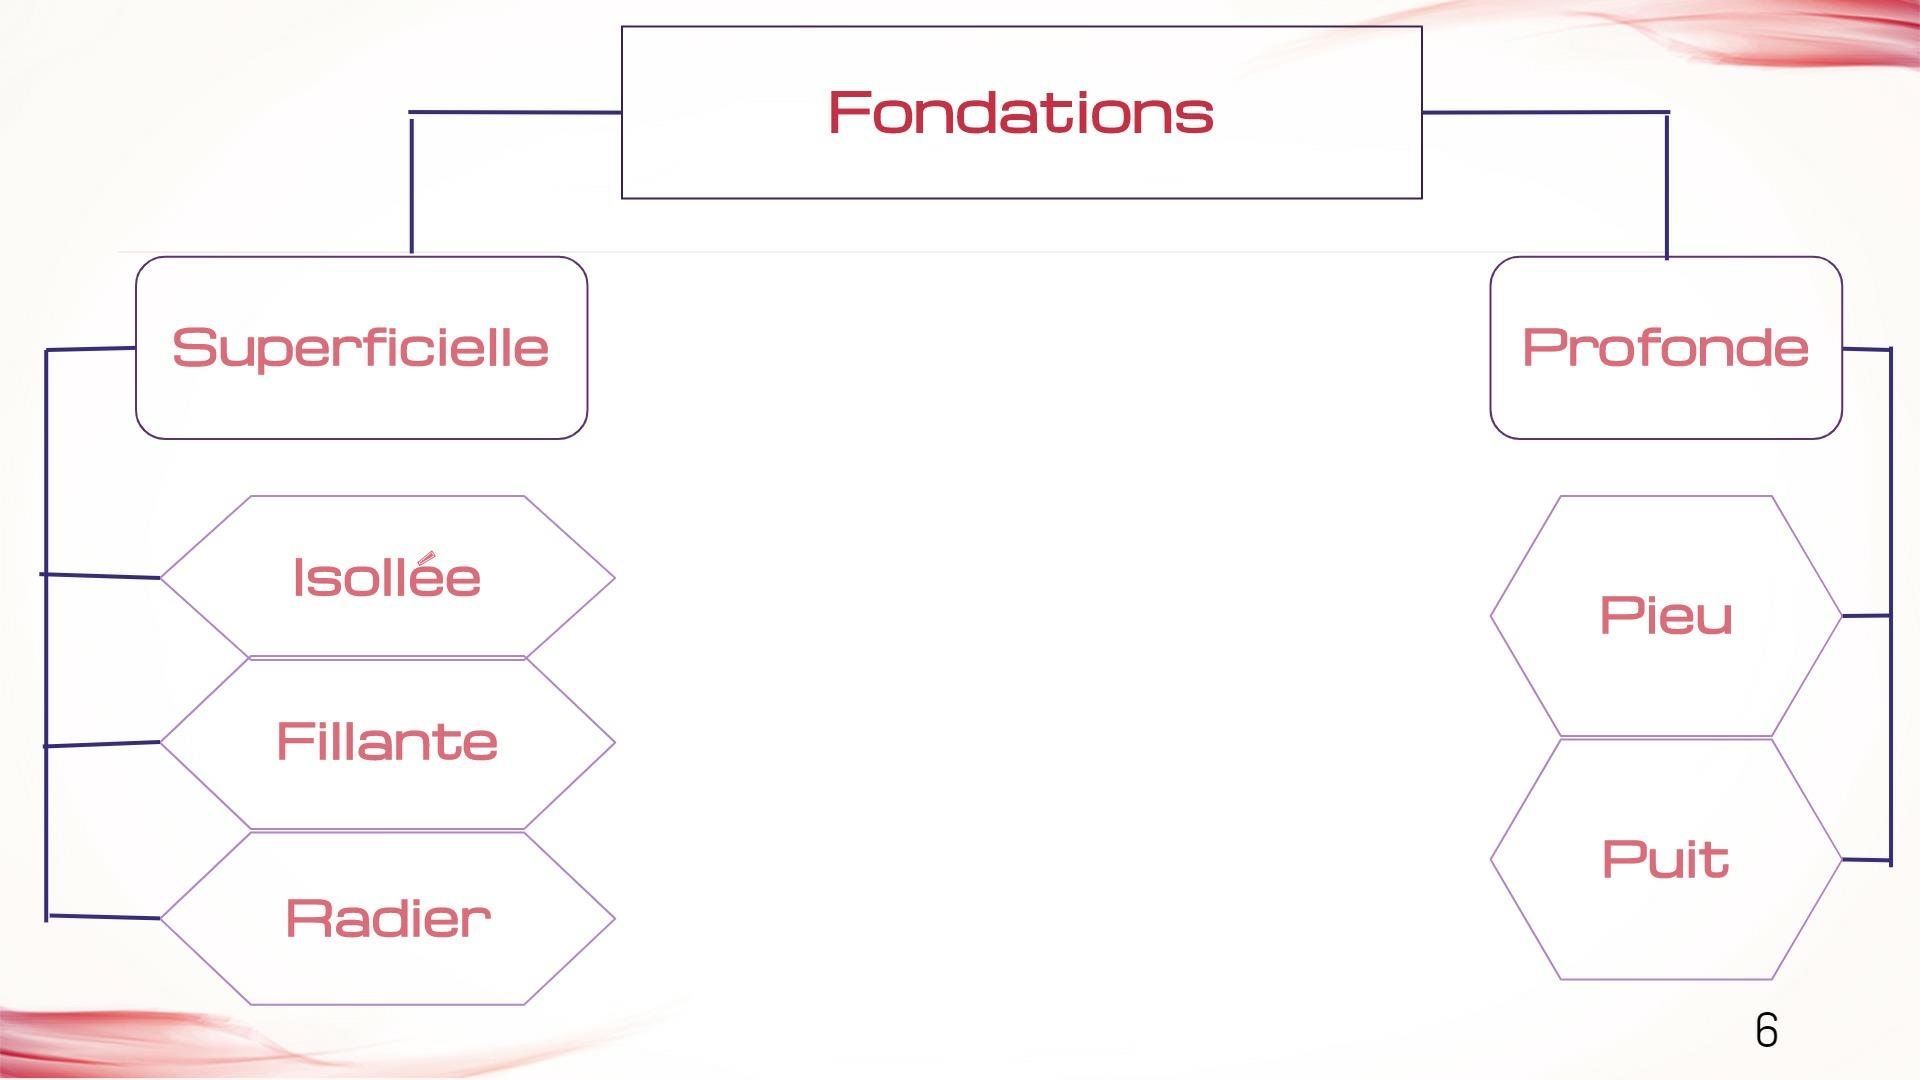 Fondations
Superficielle
Profonde
Isollée
Fillante
Radier
Pieu
Puit
6